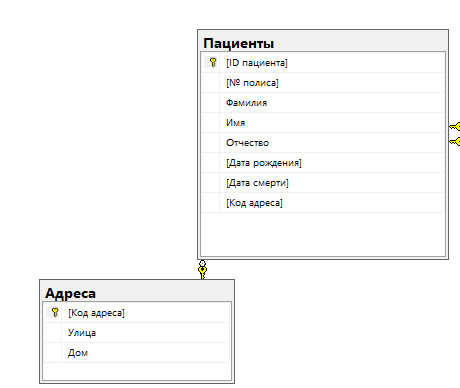 Пациенты
[ID пациента]
[№ полиса]
Фамилия
Имя
Отчество
[Дата рождения]
[Дата смерти]
[Код адреса]
Адреса
[Код адреса]
Улица
Дом